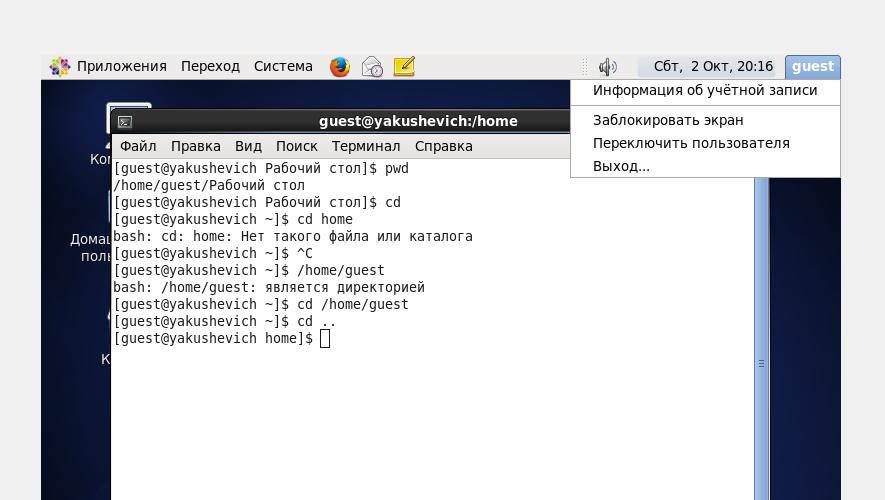 Приложения Переход Система Сбт, 2 Окт, 20:16 guest
Информация об учётной записи
Заблокировать экран
Переключить пользователя
Выход...
guest@yakushevich:/home
Файл Правка Вид Поиск Терминал Справка
[guest@yakushevich Рабочий стол]$ pwd
/home/guest/Рабочий стол
[guest@yakushevich Рабочий стол]$ cd
[guest@yakushevich ~]$ cd home
bash: cd: home: Нет такого файла или каталога
[guest@yakushevich ~]$ ^C
[guest@yakushevich ~]$ /home/guest
bash: /home/guest: является директорией
[guest@yakushevich ~]$ cd /home/guest
[guest@yakushevich ~]$ cd ..
[guest@yakushevich home]$